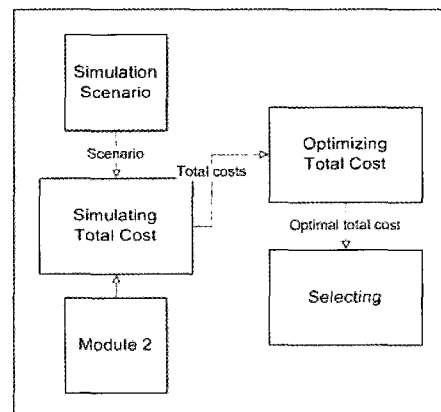 Simulation
Scenario
Scenario
Simulating
Total Cost
Module 2
Total costs
Optimizing
Total Cost
Optimal total cost
Selecting